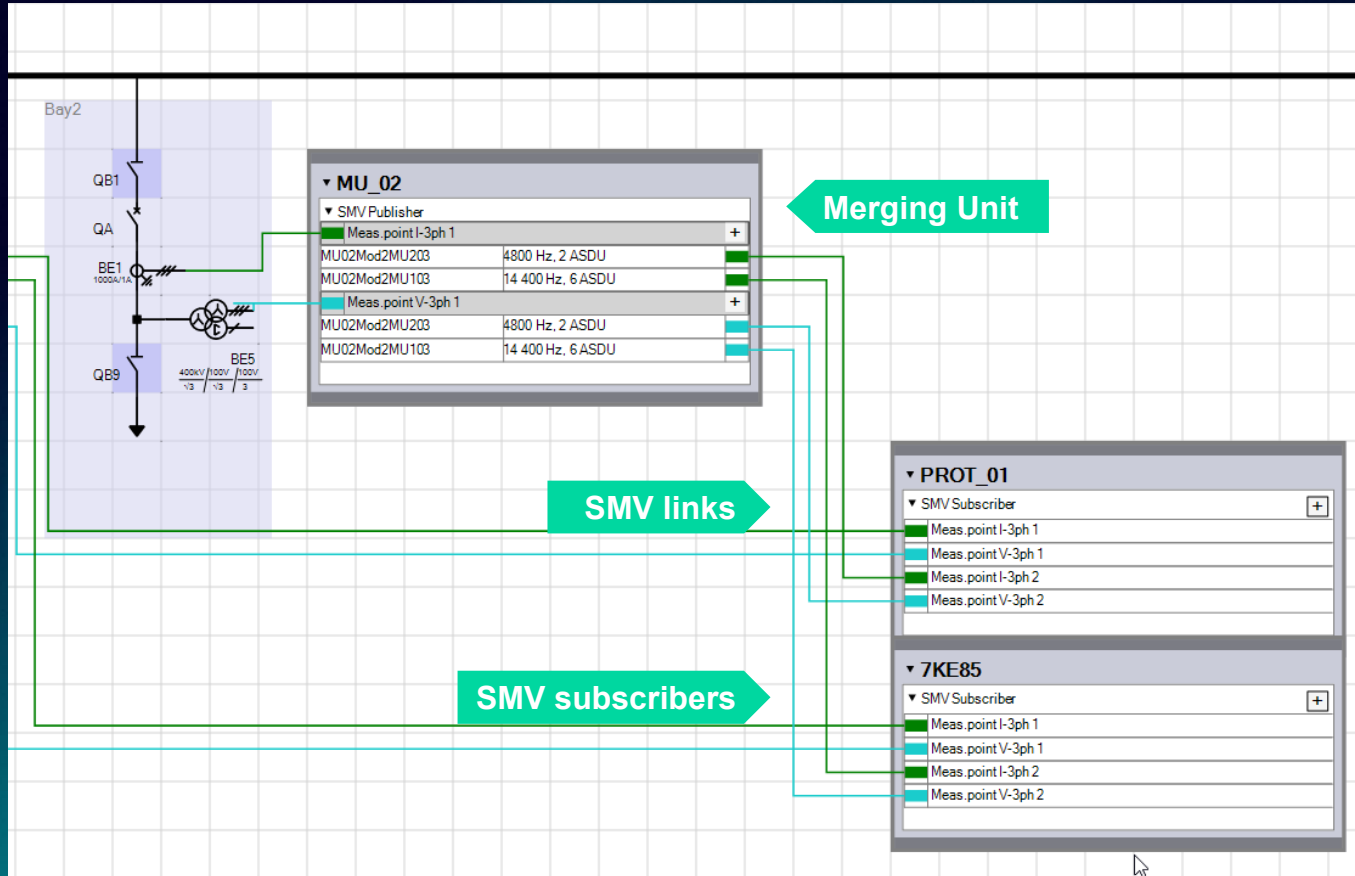 Bay2
QB1
QA
BE1
1000A/1A
BE5
400kV/100V/100V
√3/√3/3
QB9
MU_02
SMV Publisher
Meas.point I-3ph 1 +
MU02Mod2MU203 4800 Hz, 2 ASDU
MU02Mod2MU103 14 400 Hz, 6 ASDU
Meas.point V-3ph 1 +
MU02Mod2MU203 4800 Hz, 2 ASDU
MU02Mod2MU103 14 400 Hz, 6 ASDU
Merging Unit
SMV links
PROT_01
SMV Subscriber +
Meas.point I-3ph 1
Meas.point V-3ph 1
Meas.point I-3ph 2
Meas.point V-3ph 2
SMV subscribers
7KE85
SMV Subscriber +
Meas.point I-3ph 1
Meas.point V-3ph 1
Meas.point I-3ph 2
Meas.point V-3ph 2